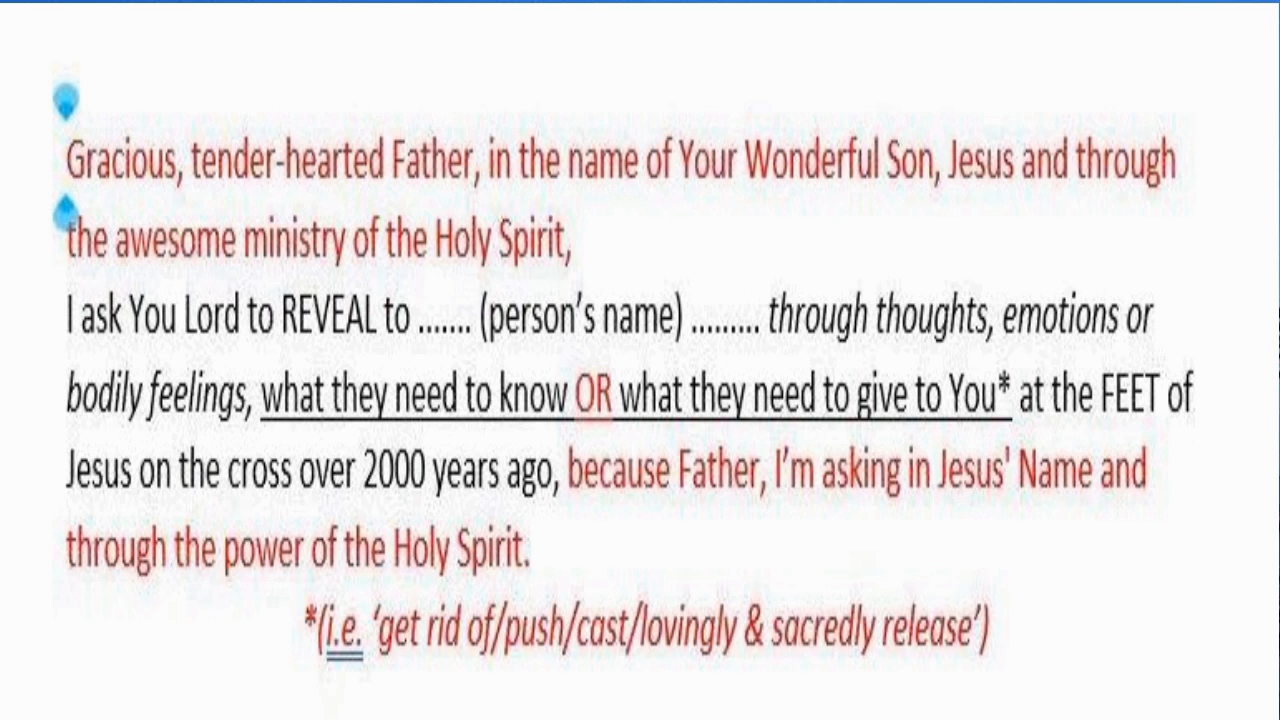 Gracious, tender-hearted Father, in the name of Your Wonderful Son, Jesus and through
the awesome ministry of the Holy Spirit,
I ask You Lord to REVEAL to ....... (person’s name) ......... through thoughts, emotions or
bodily feelings, what they need to know OR what they need to give to You* at the FEET of
Jesus on the cross over 2000 years ago, because Father, I’m asking in Jesus' Name and
through the power of the Holy Spirit.
*(i.e. ‘get rid of/push/cast/lovingly & sacredly release’)